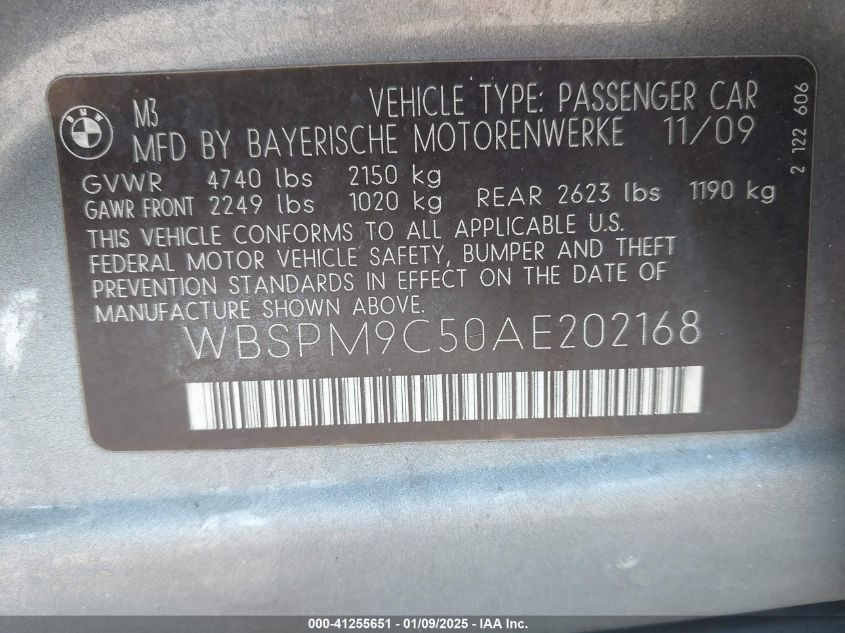 BMW
M3 VEHICLE TYPE: PASSENGER CAR
MFD BY BAYERISCHE MOTORENWERKE 11/09
GVWR 4740 lbs 2150 kg
GAWR FRONT 2249 lbs 1020 kg REAR 2623 lbs 1190 kg
THIS VEHICLE CONFORMS TO ALL APPLICABLE U.S.
FEDERAL MOTOR VEHICLE SAFETY, BUMPER AND THEFT
PREVENTION STANDARDS IN EFFECT ON THE DATE OF
MANUFACTURE SHOWN ABOVE.
WBSPM9C50AE202168
2 122 606
000-41255651 - 01/09/2025 - IAA Inc.